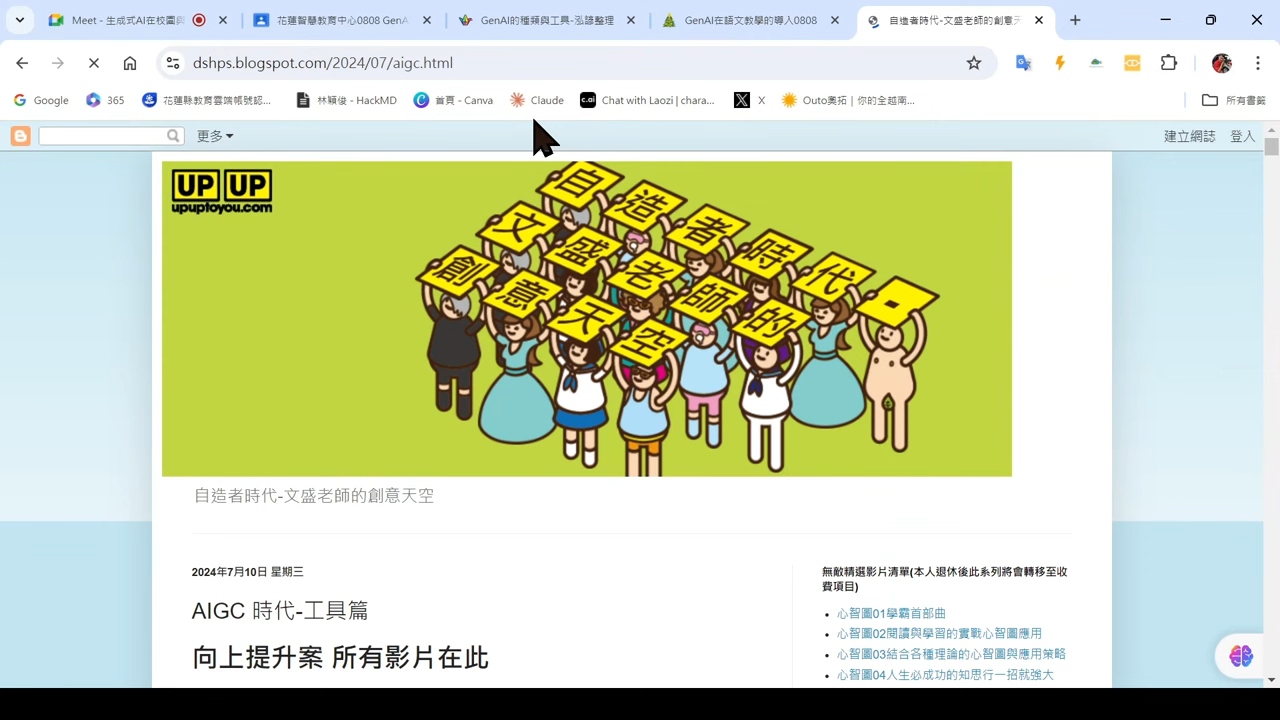 Meet - 生成式AI在校園與
花蓮智慧教育中心0808 GenA
GenAI的種類與工具-泓諺整理
GenAI在語文教學的導入0808
自造者時代-文盛老師的創意天
dshps.blogspot.com/2024/07/aigc.html
Google
365
花蓮縣教育雲端帳號認...
林穎俊 - HackMD
首頁 - Canva
Claude
c.ai
Chat with Laozi | chara...
X
Outo奧拓｜你的全越南...
所有書籤
更多
建立網誌
登入
UP UP
upuptoyou.com
自造者時代-
文盛老師的
創意天空
自造者時代-文盛老師的創意天空
2024年7月10日 星期三
AIGC 時代-工具篇
向上提升案 所有影片在此
無敵精選影片清單(本人退休後此系列將會轉移至收
費項目)
心智圖01學霸首部曲
心智圖02閱讀與學習的實戰心智圖應用
心智圖03結合各種理論的心智圖與應用策略
心智圖04人生必成功的知思行一招就強大